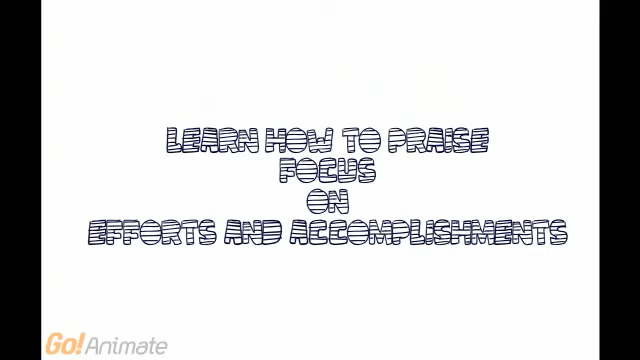 LEARN HOW TO PRAISE
FOCUS
ON
EFFORTS AND ACCOMPLISHMENTS
Go!Animate